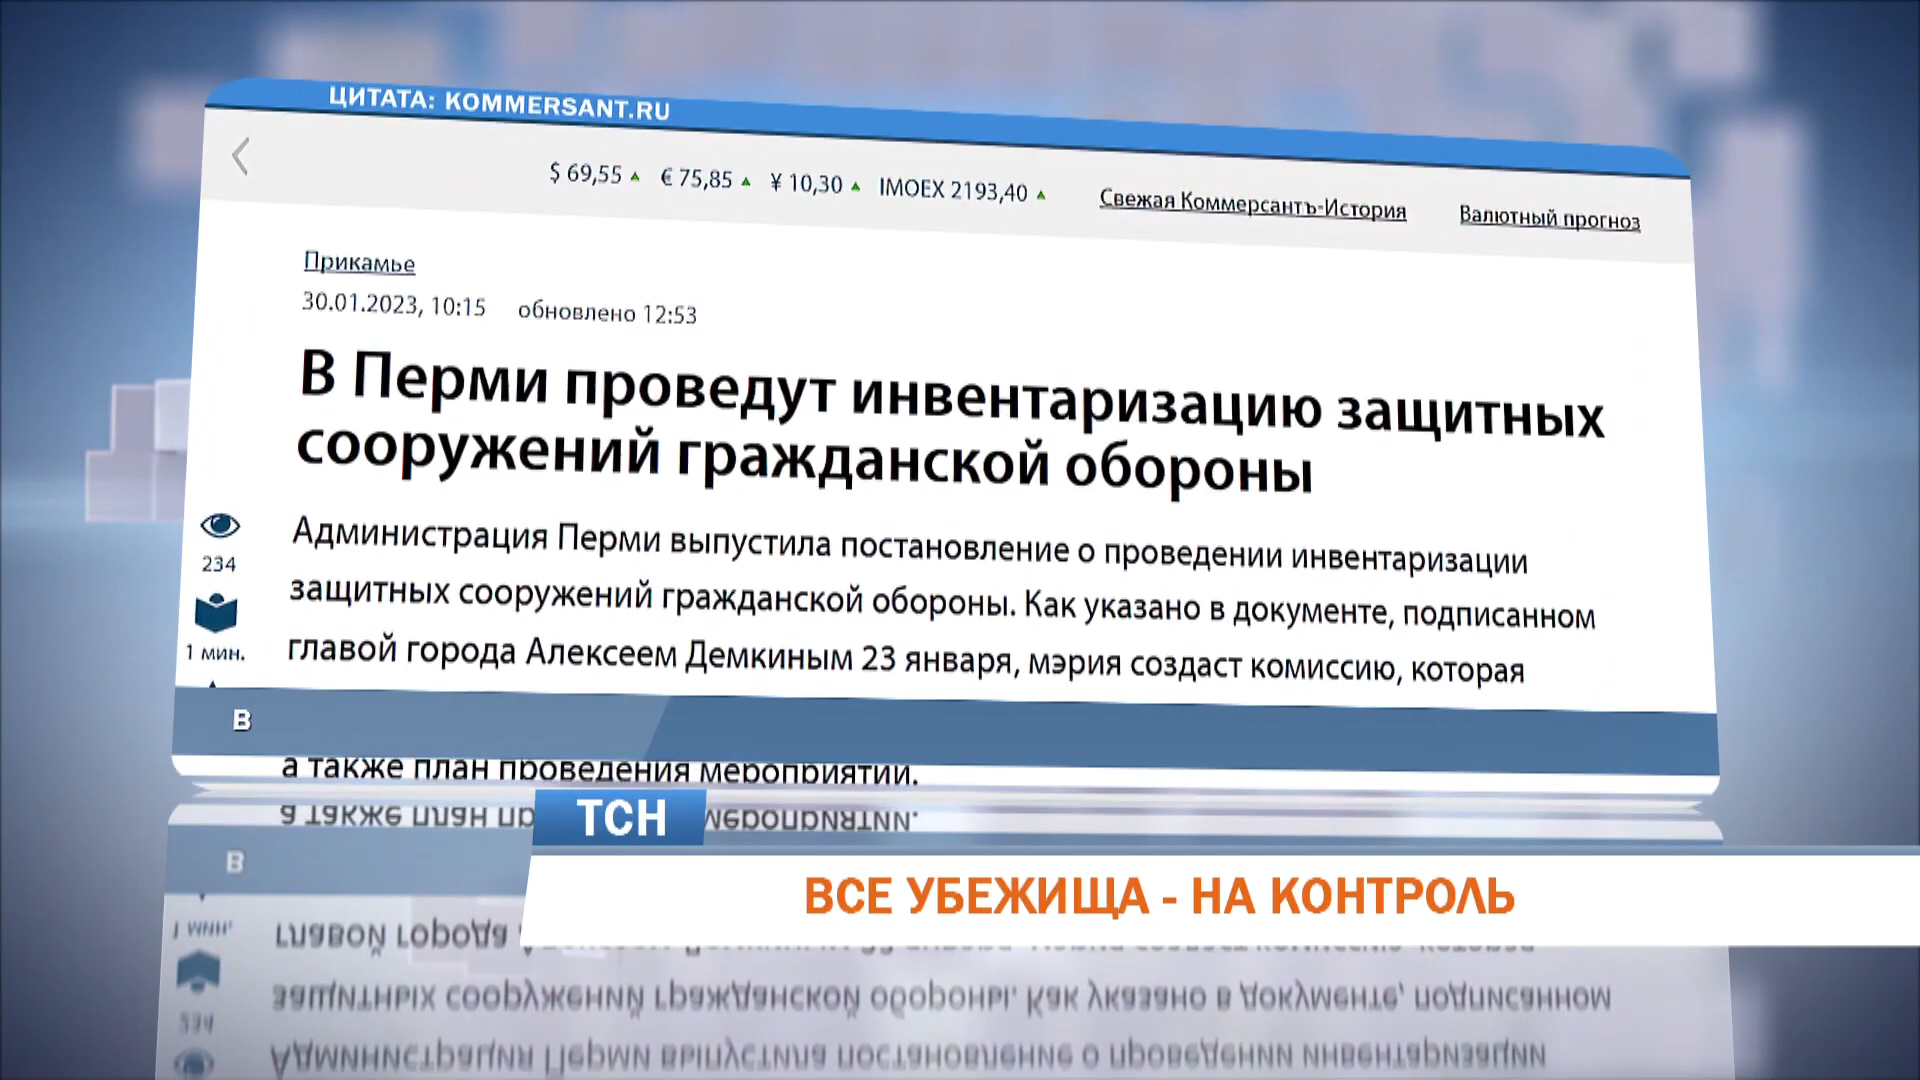 ЦИТАТА: KOMMERSANT.RU
$ 69,55 € 75,85 ¥ 10,30 IMOEX 2193,40 Свежая Коммерсантъ-История Валютный прогноз
Прикамье
30.01.2023, 10:15 обновлено 12:53
В Перми проведут инвентаризацию защитных
сооружений гражданской обороны
234
1 мин.
Администрация Перми выпустила постановление о проведении инвентаризации
защитных сооружений гражданской обороны. Как указано в документе, подписанном
главой города Алексеем Демкиным 23 января, мэрия создаст комиссию, которая
В
а также план проведения мероприятий.
ТСН
ВСЕ УБЕЖИЩА - НА КОНТРОЛЬ